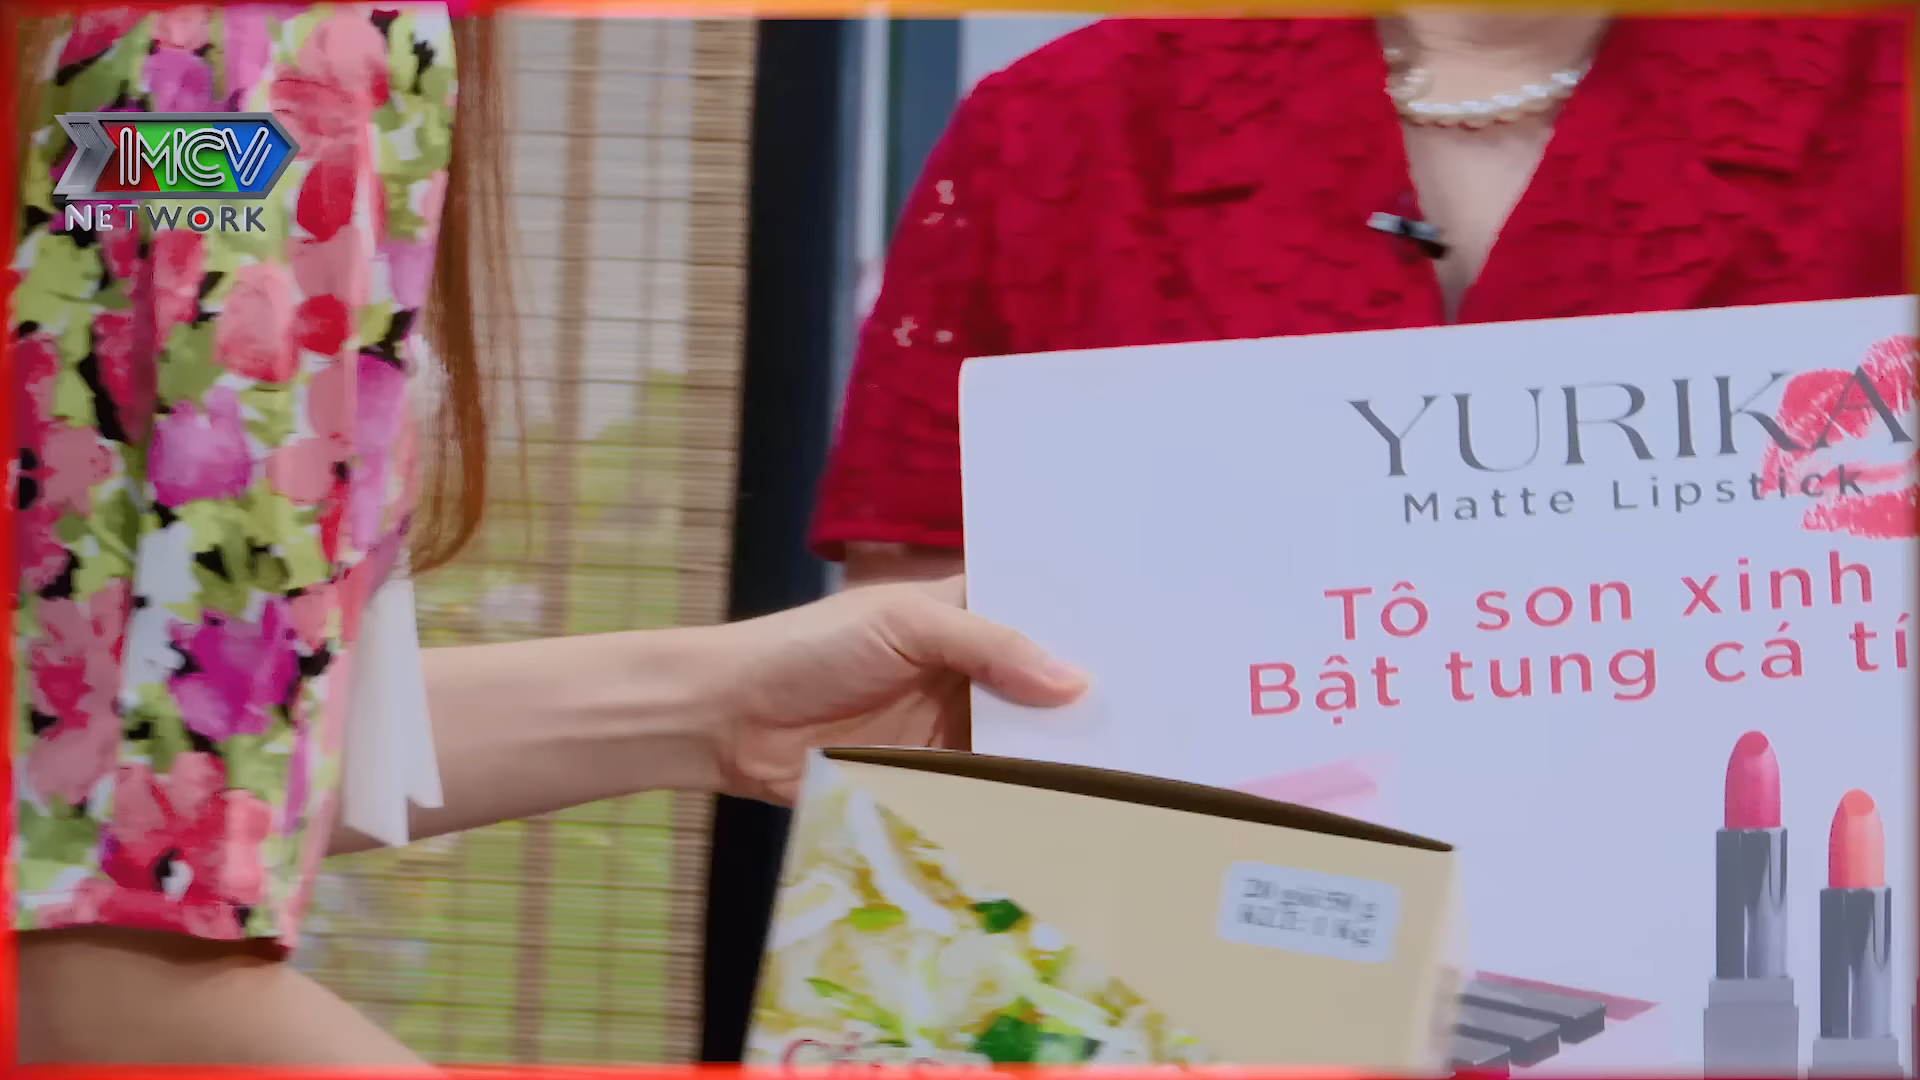 MCV
NETWORK
YURIKA
Matte Lipstick
Tô son xinh
Bật tung cá tí